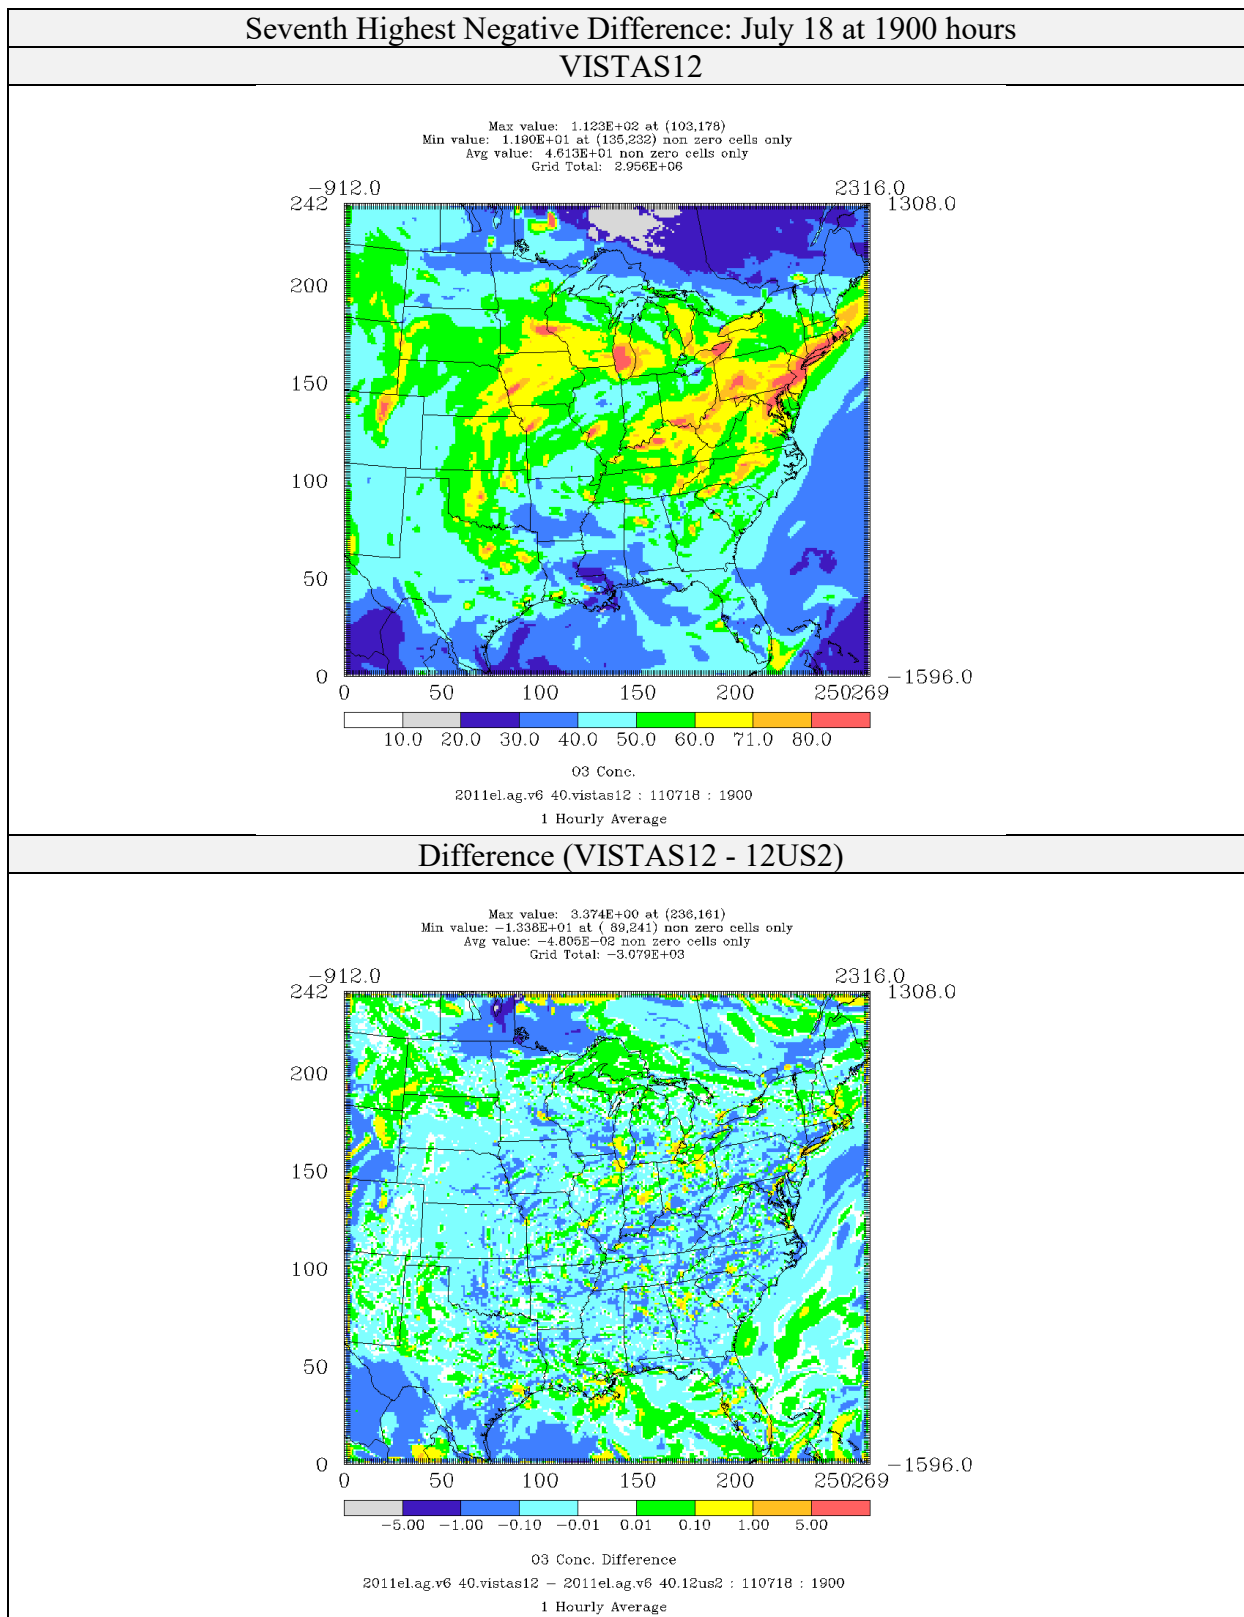 Seventh Highest Negative Difference: July 18 at 1900 hours
VISTAS12
Max value: 1.123E+02 at (103,178)
Min value: 1.190E+01 at (135,232) non zero cells only
Avg value: 4.613E+01 non zero cells only
Grid Total: 2.956E+06
-912.0 2316.0
242 1308.0
200
150
100
50
0 -1596.0
0 50 100 150 200 250 269
10.0 20.0 30.0 40.0 50.0 60.0 71.0 80.0
O3 Conc.
2011el.ag.v6 40.vistas12 : 110718 : 1900
1 Hourly Average
Difference (VISTAS12 - 12US2)
Max value: 3.374E+00 at (236,161)
Min value: -1.338E+01 at ( 89,241) non zero cells only
Avg value: -4.805E-02 non zero cells only
Grid Total: -3.079E+03
-912.0 2316.0
242 1308.0
200
150
100
50
0 -1596.0
0 50 100 150 200 250 269
-5.00 -1.00 -0.10 -0.01 0.01 0.10 1.00 5.00
O3 Conc. Difference
2011el.ag.v6 40.vistas12 - 2011el.ag.v6 40.12us2 : 110718 : 1900
1 Hourly Average